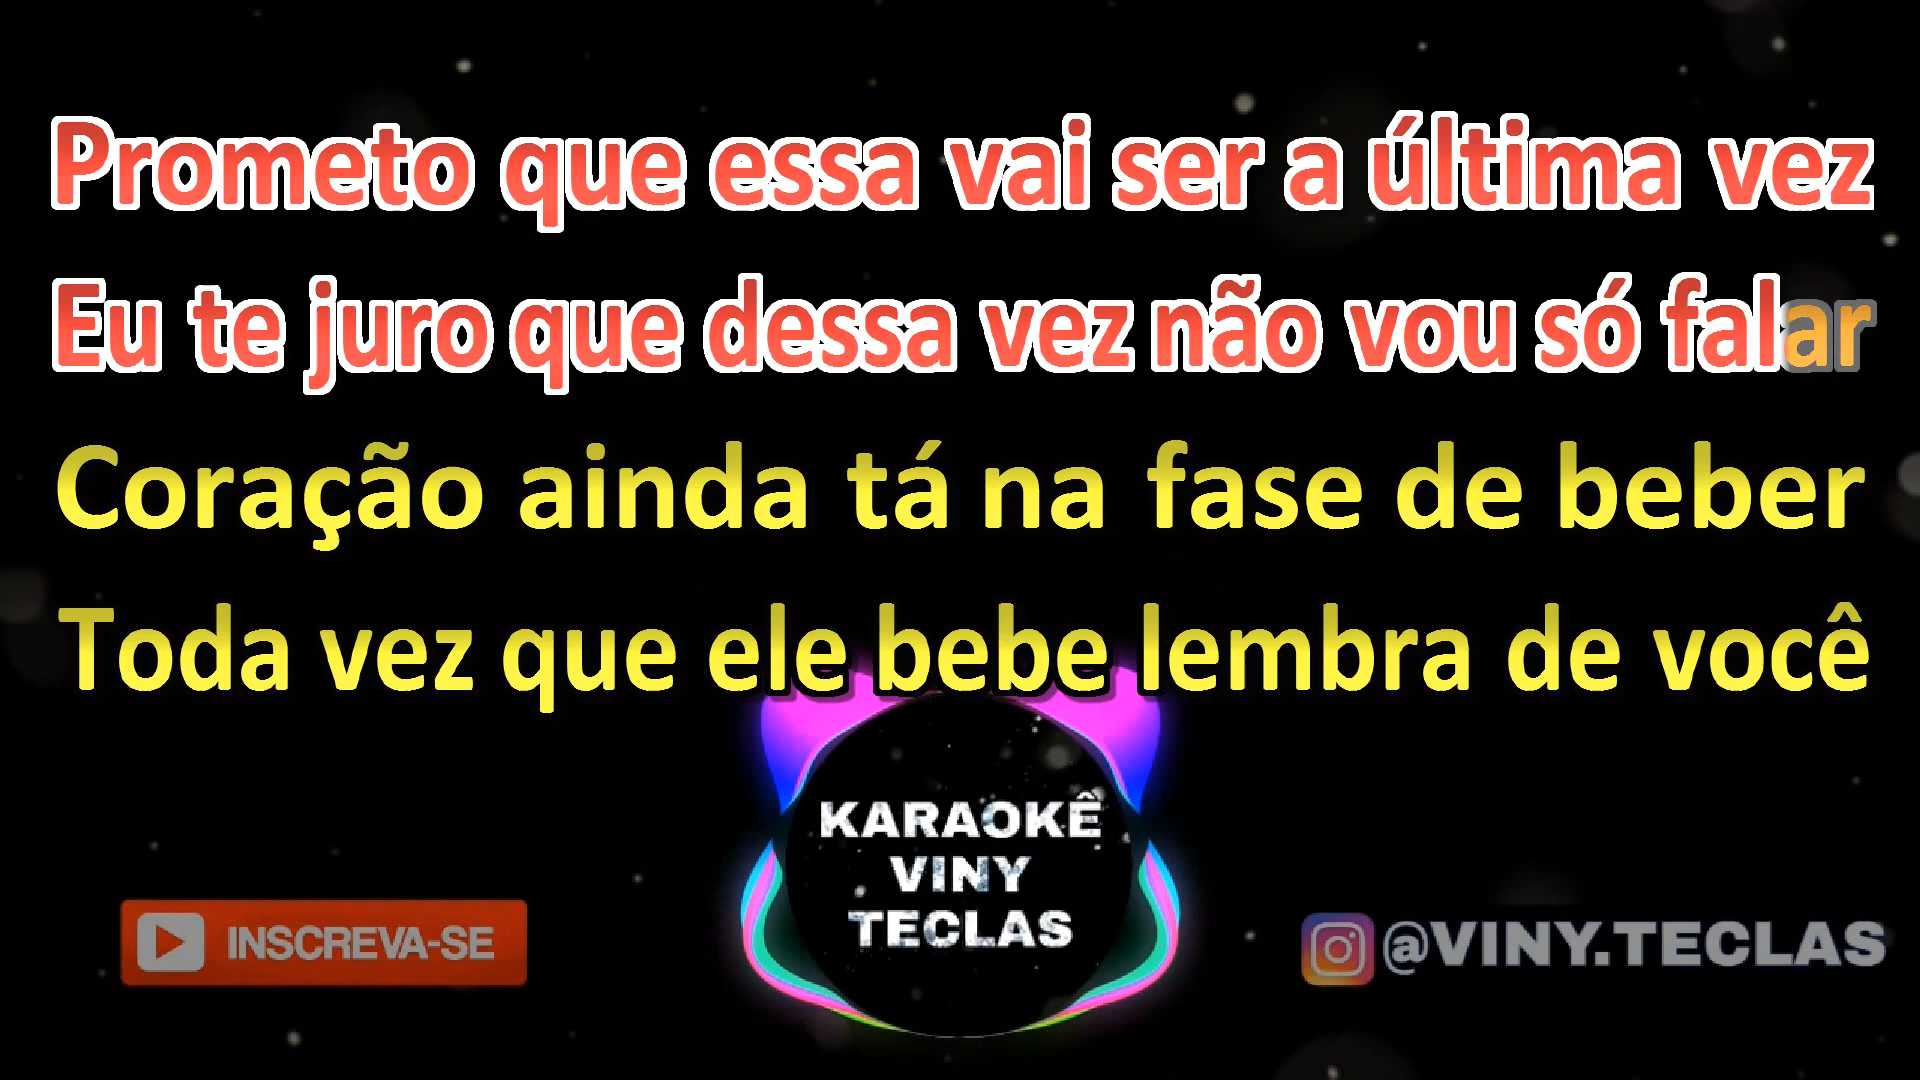 Prometo que essa vai ser a última vez
Eu te juro que dessa vez não vou só falar
Coração ainda tá na fase de beber
Toda vez que ele bebe lembra de você
KARAOKÊ
VINY
TECLAS
INSCREVA-SE
@VINY.TECLAS